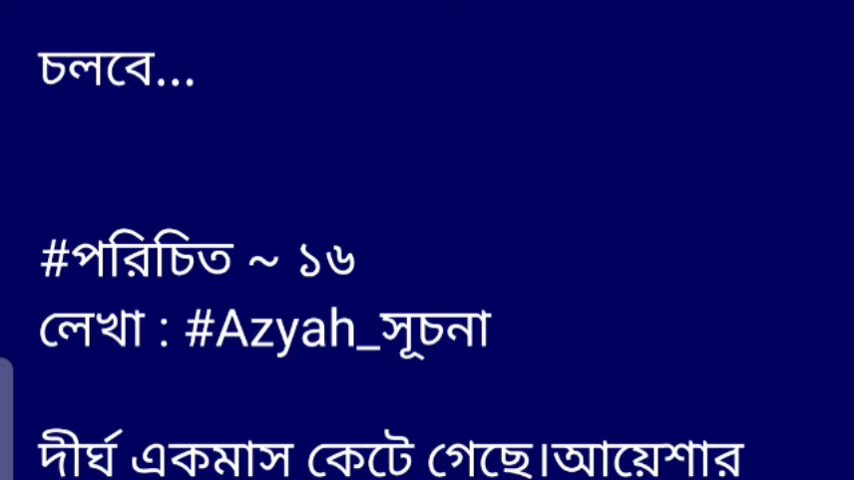 চলবে...
#পরিচিত ~ ১৬
লেখা : #Azyah_সূচনা
দীর্ঘ একমাস কেটে গেছে।আয়েশার